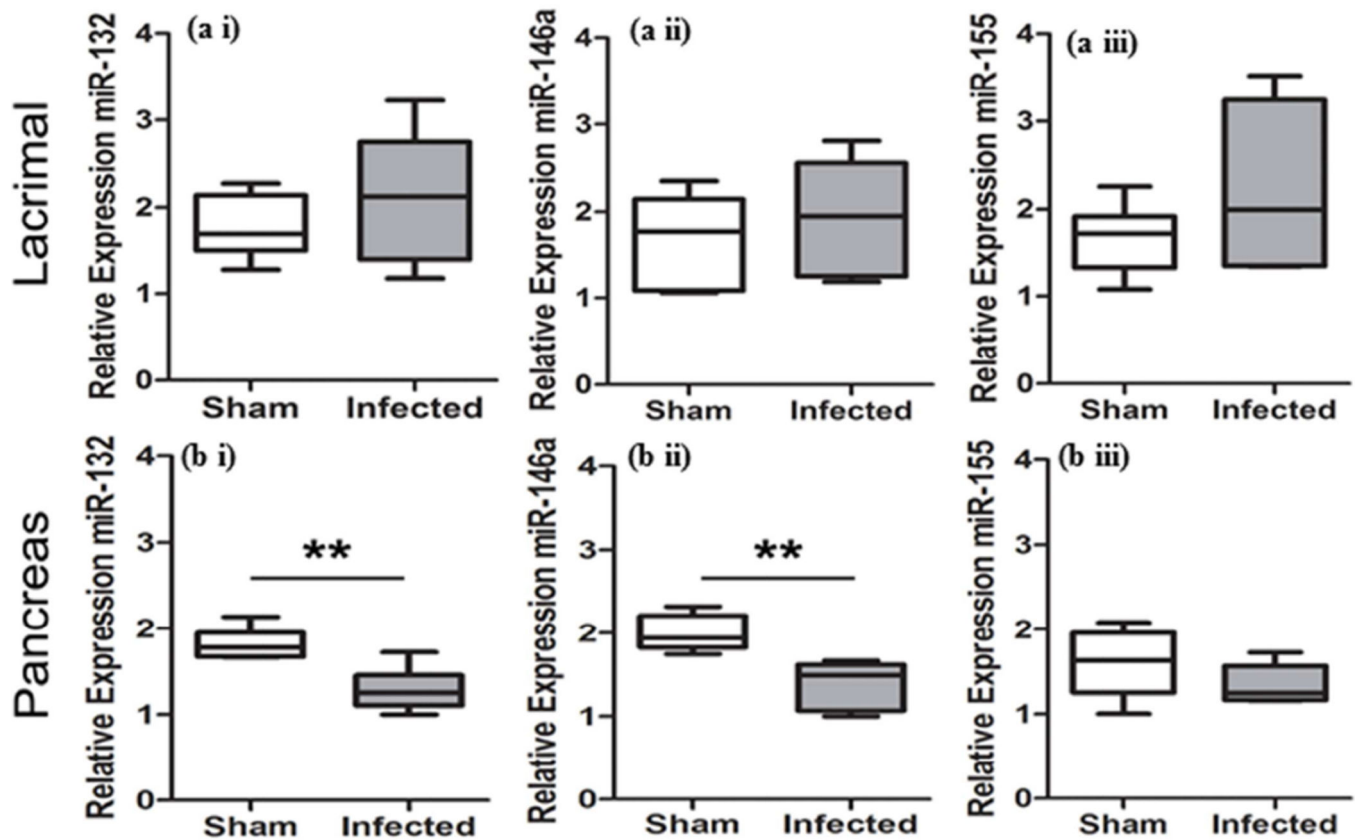 Lacrimal
Relative Expression miR-132
(a i)
4
3
2
1
0
Sham Infected
Relative Expression miR-146a
(a ii)
4
3
2
1
0
Sham Infected
Relative Expression miR-155
(a iii)
4
3
2
1
0
Sham Infected
Pancreas
Relative Expression miR-132
(b i)
4
3
2
1
0
**
Sham Infected
Relative Expression miR-146a
(b ii)
4
3
2
1
0
**
Sham Infected
Relative Expression miR-155
(b iii)
4
3
2
1
0
Sham Infected